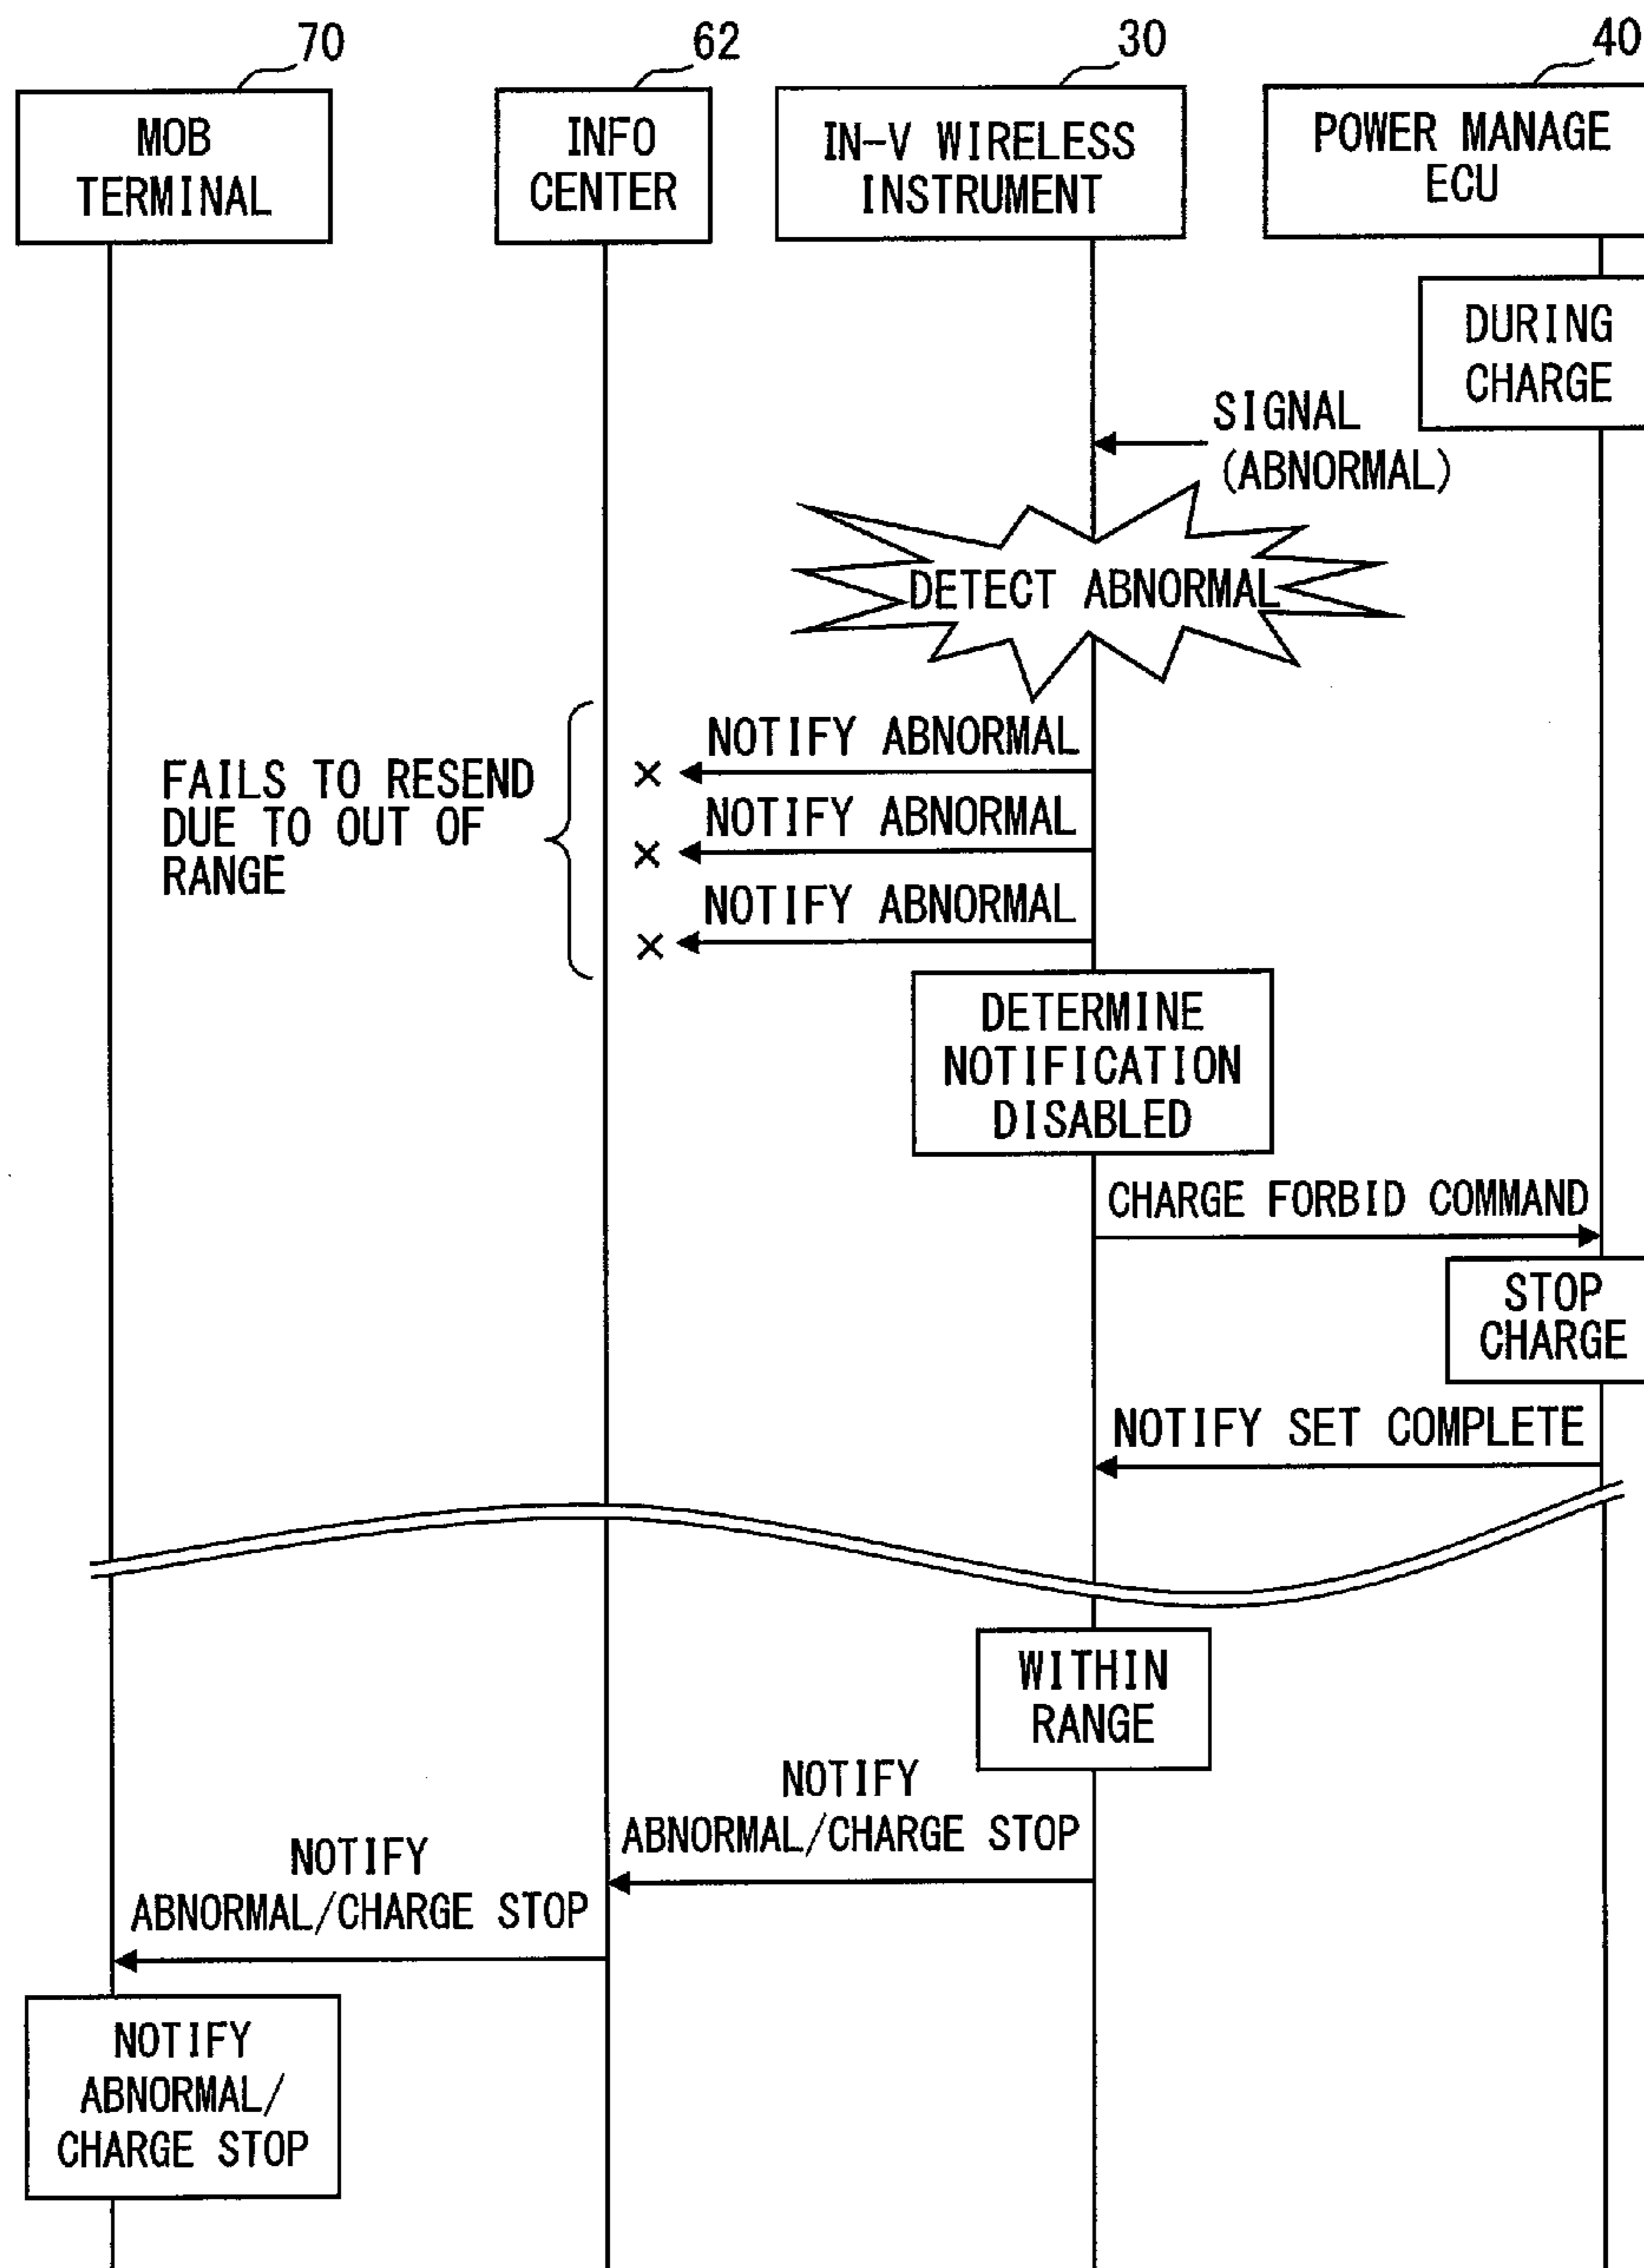 70
62
30
40
MOB
TERMINAL
INFO
CENTER
IN-V WIRELESS
INSTRUMENT
POWER MANAGE
ECU
DURING
CHARGE
SIGNAL
(ABNORMAL)
DETECT ABNORMAL
FAILS TO RESEND
DUE TO OUT OF
RANGE
NOTIFY ABNORMAL
×
NOTIFY ABNORMAL
×
NOTIFY ABNORMAL
×
DETERMINE
NOTIFICATION
DISABLED
CHARGE FORBID COMMAND
STOP
CHARGE
NOTIFY SET COMPLETE
WITHIN
RANGE
NOTIFY
ABNORMAL/CHARGE STOP
NOTIFY
ABNORMAL/CHARGE STOP
NOTIFY
ABNORMAL/
CHARGE STOP